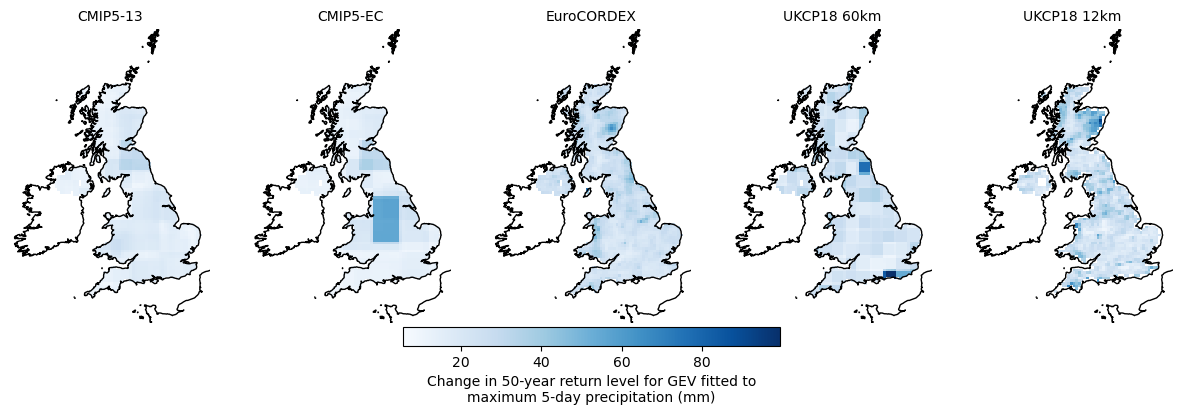 CMIP5-13
CMIP5-EC
EuroCORDEX
UKCP18 60km
UKCP18 12km
20
40
60
80
Change in 50-year return level for GEV fitted to
maximum 5-day precipitation (mm)